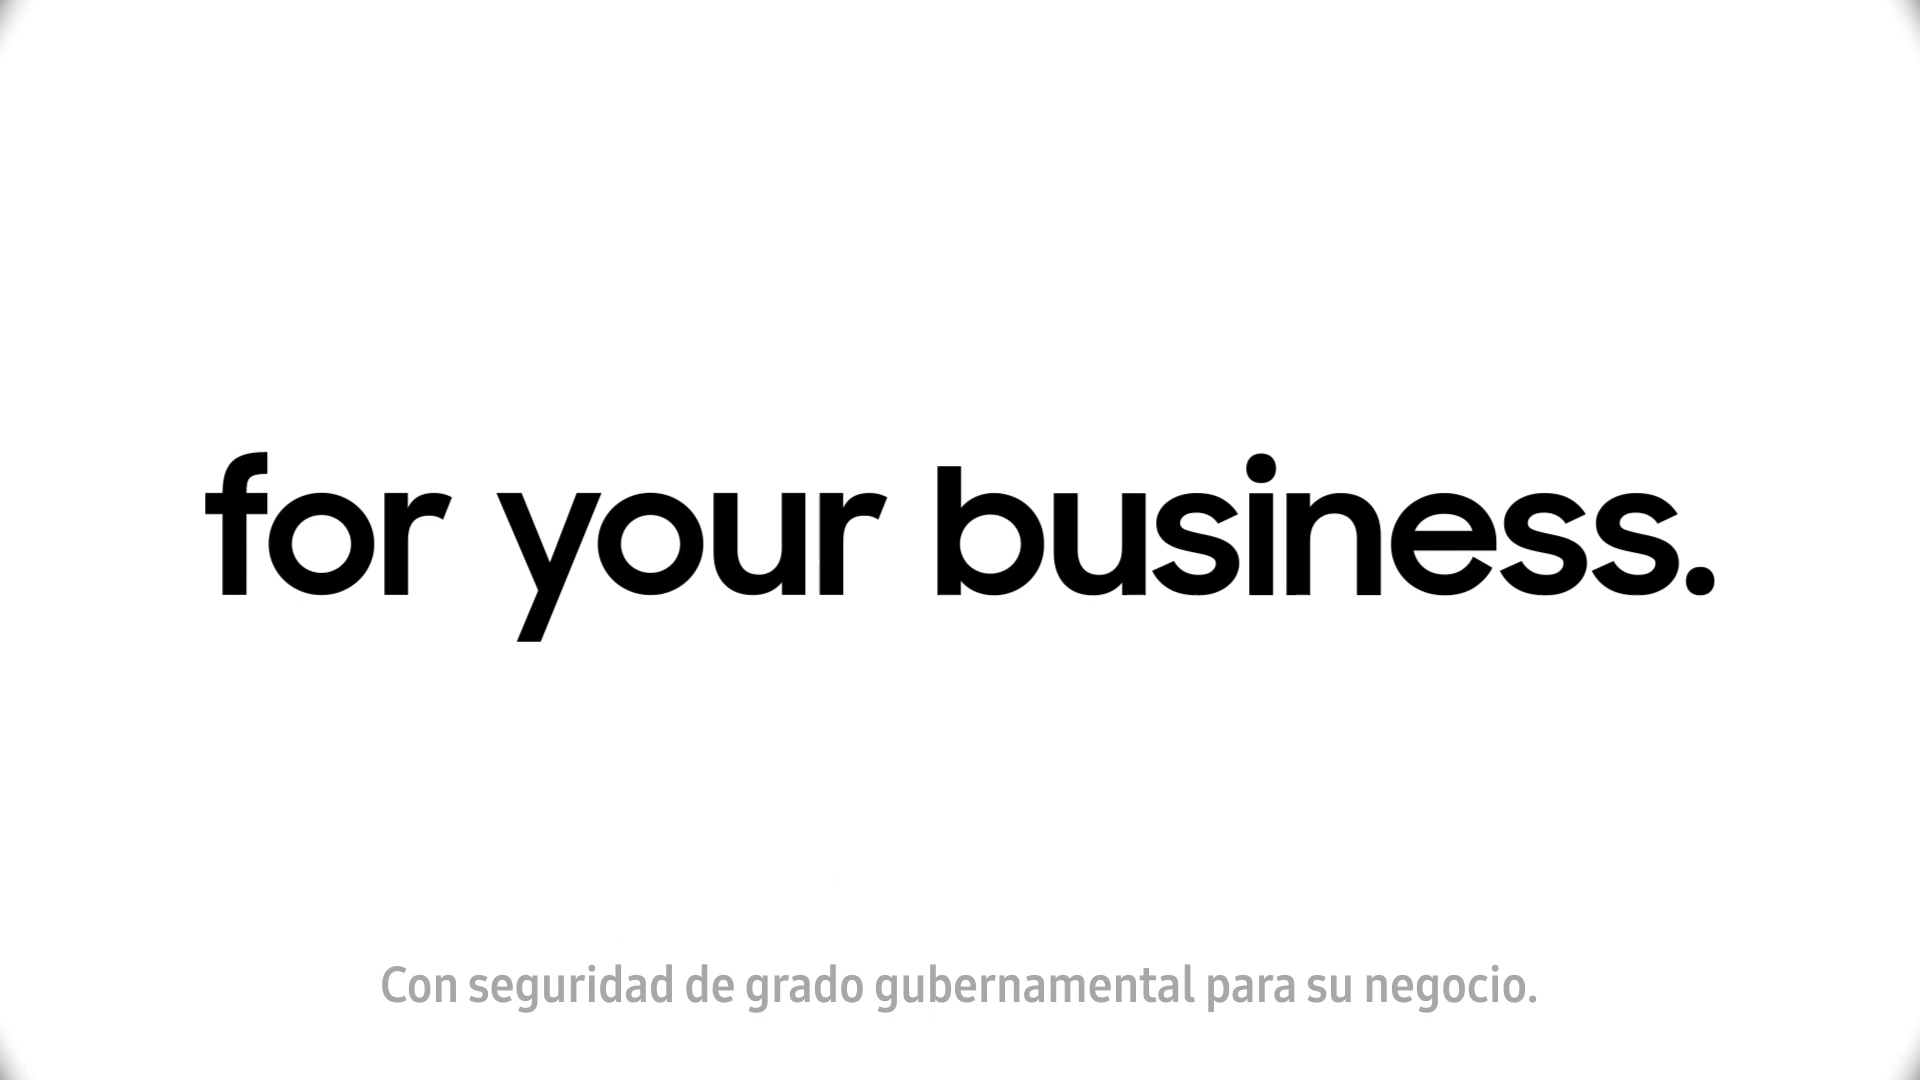 for your business.
Con seguridad de grado gubernamental para su negocio.